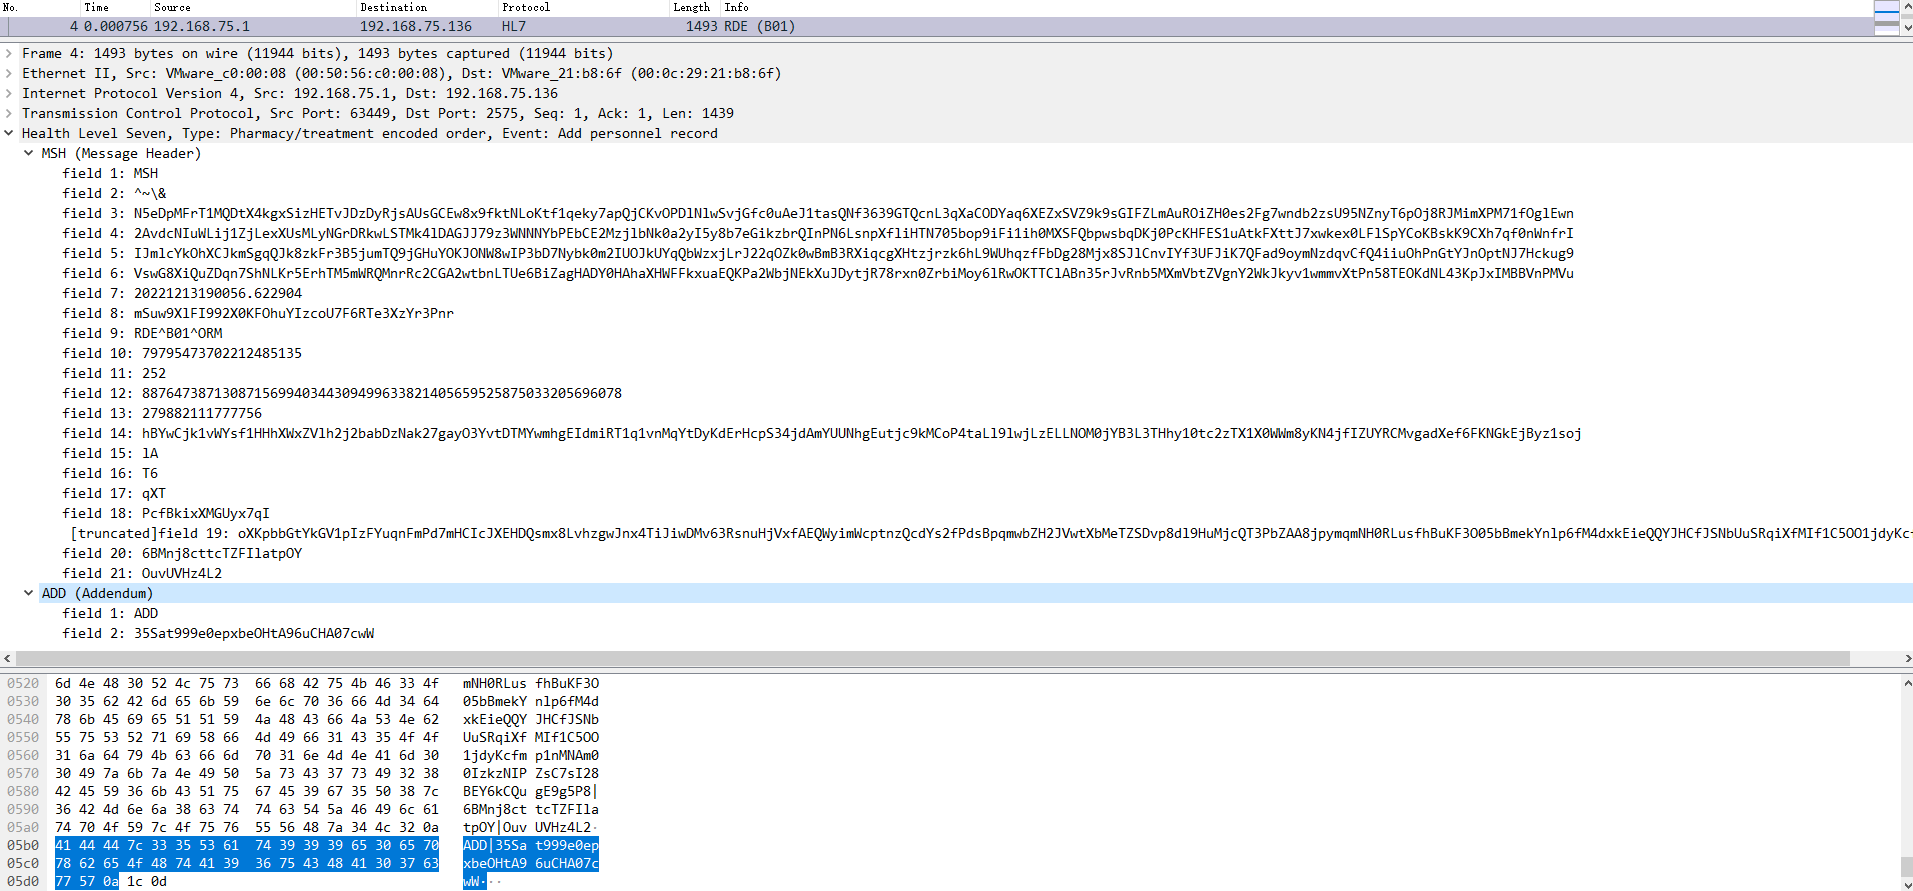 No. Time Source Destination Protocol Length Info
4 0.000756 192.168.75.1 192.168.75.136 HL7 1493 RDE (B01)
Frame 4: 1493 bytes on wire (11944 bits), 1493 bytes captured (11944 bits)
Ethernet II, Src: VMware_c0:00:08 (00:50:56:c0:00:08), Dst: VMware_21:b8:6f (00:0c:29:21:b8:6f)
Internet Protocol Version 4, Src: 192.168.75.1, Dst: 192.168.75.136
Transmission Control Protocol, Src Port: 63449, Dst Port: 2575, Seq: 1, Ack: 1, Len: 1439
Health Level Seven, Type: Pharmacy/treatment encoded order, Event: Add personnel record
MSH (Message Header)
field 1: MSH
field 2: ^~\&
field 3: N5eDpMFrT1MQDtX4kgxSizHETvJDzDyRjsAUsGCEw8x9fktNLoKtf1qeky7apQjCKvOPDlNlwSvjGfc0uAeJ1tasQNf3639GTQcnL3qXaCODYaq6XEZxSVZ9k9sGIFZLmAuROiZH0es2Fg7wndb2zsU95NZnyT6pOj8RJMimXPM71fOglEwn
field 4: 2AvdcNIuWLij1ZjLexXUsMLyNGrDRkwLSTMk4lDAGJJ79z3WNNNYbPEbCE2MzjlbNk0a2yI5y8b7eGikzbrQInPN6LsnpXfliHTN705bop9iFi1ih0MXSFQbpwsbqDKj0PcKHFES1uAtkFXttJ7xwkex0LFlSpYCoKBskK9CXh7qf0nWnfrI
field 5: IJmlcYkOhXCJkmSgqQJk8zkFr3B5jumTQ9jGHuYOKJONW8wIP3bD7Nybk0m2IUOJkUYqQbWzxjLrJ22qOZk0wBmB3RXiqcgXHtzjrzk6hL9WUhqzfFbDg28Mjx8SJlCnvIYf3UFJiK7QFad9oymNzdqvCfQ4iiuOhPnGtYJnOptNJ7Hckug9
field 6: VswG8XiQuZDqn7ShNLKr5ErhTM5mWRQMnrRc2CGA2wtbnLTUe6BiZagHADY0HAhaXHWFFkxuaEQKPa2WbjNEkXuJDytjR78rxn0ZrbiMoy6lRwOKTTClABn35rJvRnb5MXmVbtZVgnY2WkJkyv1wmmvXtPn58TEOKdNL43KpJxIMBBVnPMVu
field 7: 20221213190056.622904
field 8: mSuw9XlFI992X0KFOhuYIzcoU7F6RTe3XzYr3Pnr
field 9: RDE^B01^ORM
field 10: 79795473702212485135
field 11: 252
field 12: 887647387130871569940344309499633821405659525875033205696078
field 13: 279882111777756
field 14: hBYwCjk1vWYsf1HHhXWxZVlh2j2babDzNak27gayO3YvtDTMYwmhgEIdmiRT1q1vnMqYtDyKdErHcpS34jdAmYUUNhgEutjc9kMCoP4taLl9lwjLzELLNOM0jYB3L3THhy10tc2zTX1X0WWm8yKN4jfIZUYRCMvgadXef6FKNGkEjByz1soj
field 15: lA
field 16: T6
field 17: qXT
field 18: PcfBkixXMGUyx7qI
[truncated]field 19: oXKpbbGtYkGV1pIzFYuqnFmPd7mHCIcJXEHDQsmx8LvhzgwJnx4TiJiwDMv63RsnuHjVxfAEQWyimWcptnzQcdYs2fPdsBpqmwbZH2JVwtXbMeTZSDvp8dl9HuMjcQT3PbZAA8jpymqmNH0RLusfhBuKF3O05bBmekYnlp6fM4dxkEieQQYJHCfJSNbUuSRqiXfMIf1C5OO1jdyKc
field 20: 6BMnj8cttcTZFIlatpOY
field 21: OuvUVHz4L2
ADD (Addendum)
field 1: ADD
field 2: 35Sat999e0epxbeOHtA96uCHA07cwW
0520 6d 4e 48 30 52 4c 75 73 66 68 42 75 4b 46 33 4f mNH0RLus fhBuKF3O
0530 30 35 62 42 6d 65 6b 59 6e 6c 70 36 66 4d 34 64 05bBmekY nlp6fM4d
0540 78 6b 45 69 65 51 51 59 4a 48 43 66 4a 53 4e 62 xkEieQQY JHCfJSNb
0550 55 75 53 52 71 69 58 66 4d 49 66 31 43 35 4f 4f UuSRqiXf MIf1C5OO
0560 31 6a 64 79 4b 63 66 6d 70 31 6e 4d 4e 41 6d 30 1jdyKcfm p1nMNAm0
0570 30 49 7a 6b 7a 4e 49 50 5a 73 43 37 73 49 32 38 0IzkzNIP ZsC7sI28
0580 42 45 59 36 6b 43 51 75 67 45 39 67 35 50 38 7c BEY6kCQu gE9g5P8|
0590 36 42 4d 6e 6a 38 63 74 74 63 54 5a 46 49 6c 61 6BMnj8ct tcTZFIla
05a0 74 70 4f 59 7c 4f 75 76 55 56 48 7a 34 4c 32 0a tpOY|Ouv UVHz4L2·
05b0 41 44 44 7c 33 35 53 61 74 39 39 39 65 30 65 70 ADD|35Sa t999e0ep
05c0 78 62 65 4f 48 74 41 39 36 75 43 48 41 30 37 63 xbeOHtA9 6uCHA07c
05d0 77 57 0a 1c 0d wW···